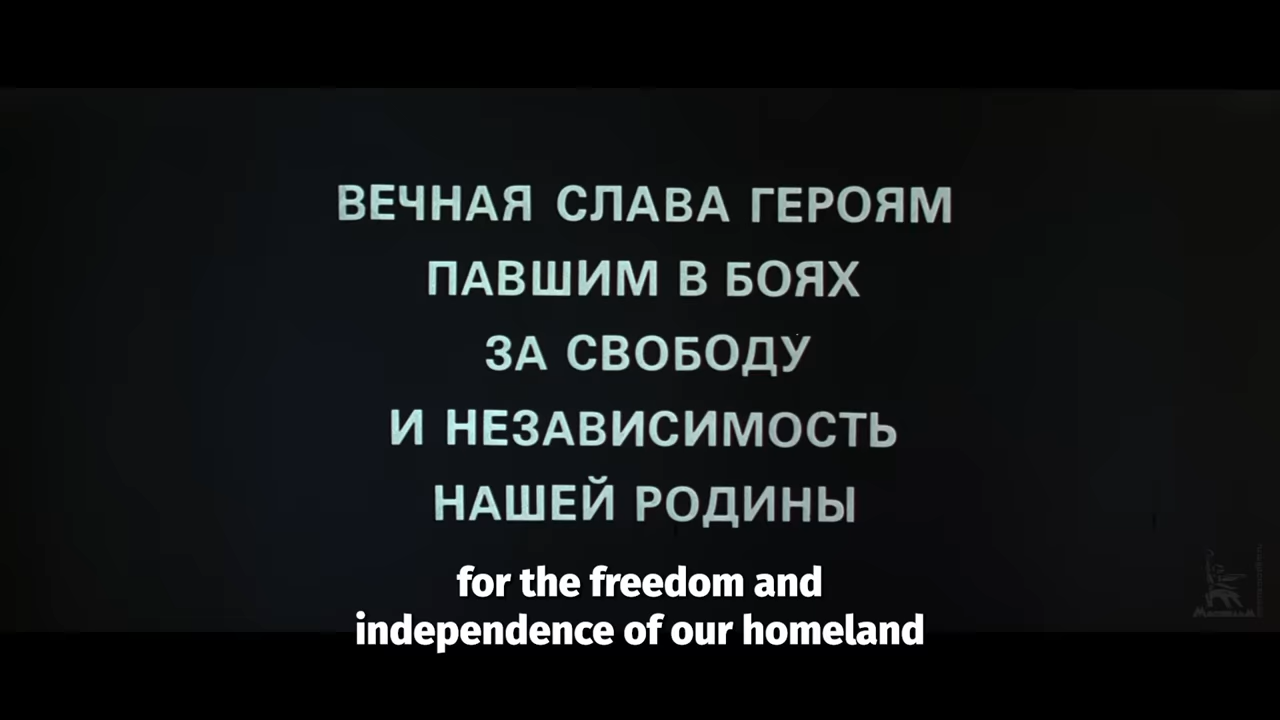 ВЕЧНАЯ СЛАВА ГЕРОЯМ
ПАВШИМ В БОЯХ
ЗА СВОБОДУ
И НЕЗАВИСИМОСТЬ
НАШЕЙ РОДИНЫ
for the freedom and
independence of our homeland